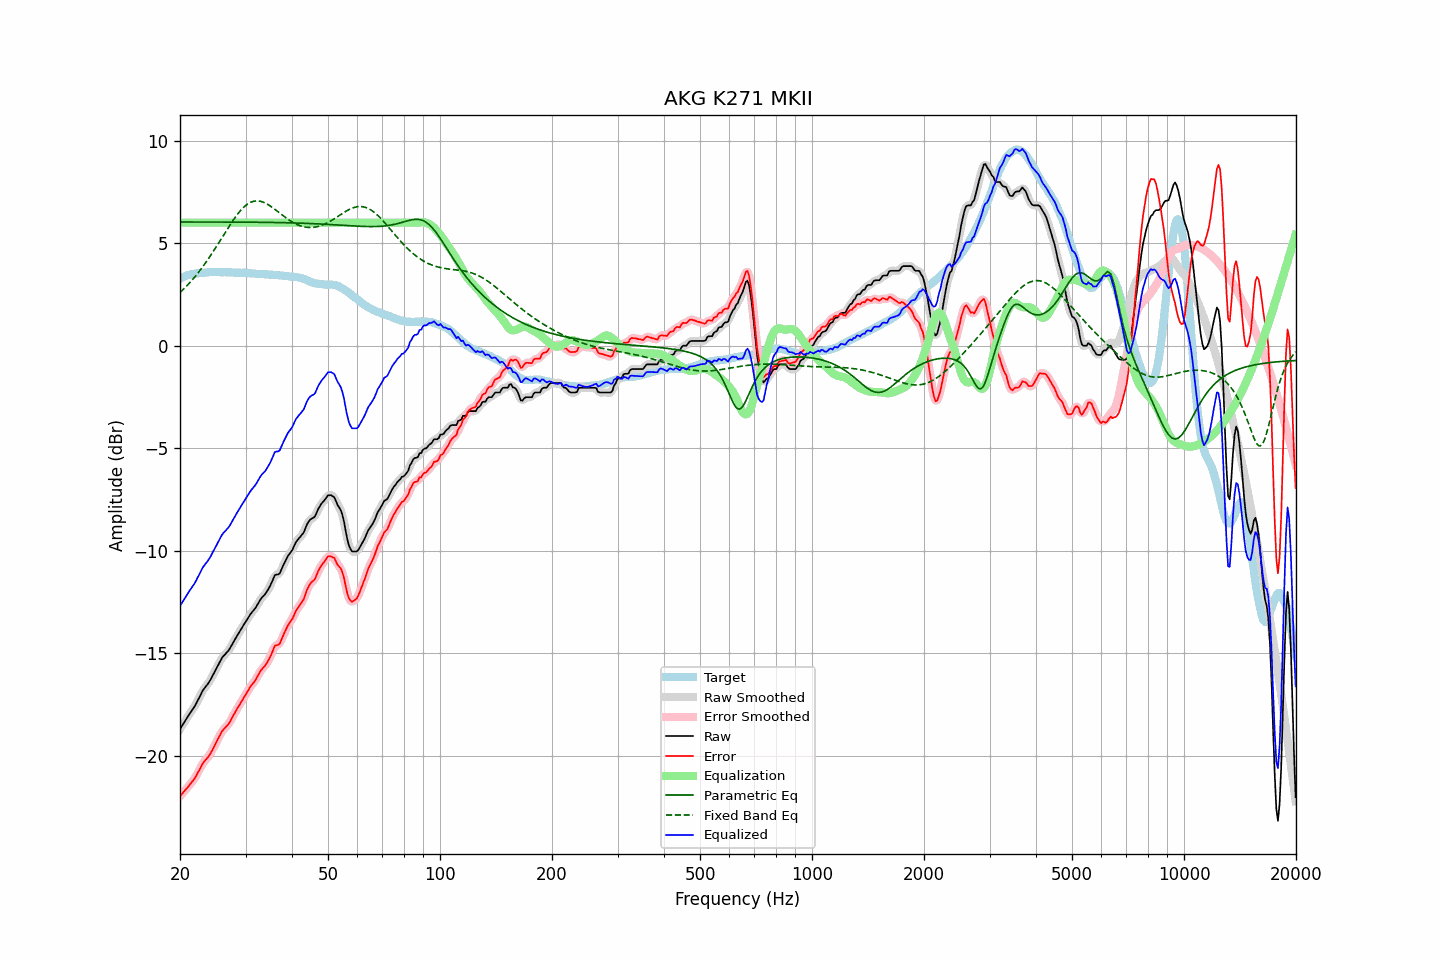 AKG K271 MKII
10
5
0
−5
−10
−15
−20
Amplitude (dBr)
Target
Raw Smoothed
Error Smoothed
Raw
Error
Equalization
Parametric Eq
Fixed Band Eq
Equalized
20 50 100 200 500 1000 2000 5000 10000 20000
Frequency (Hz)